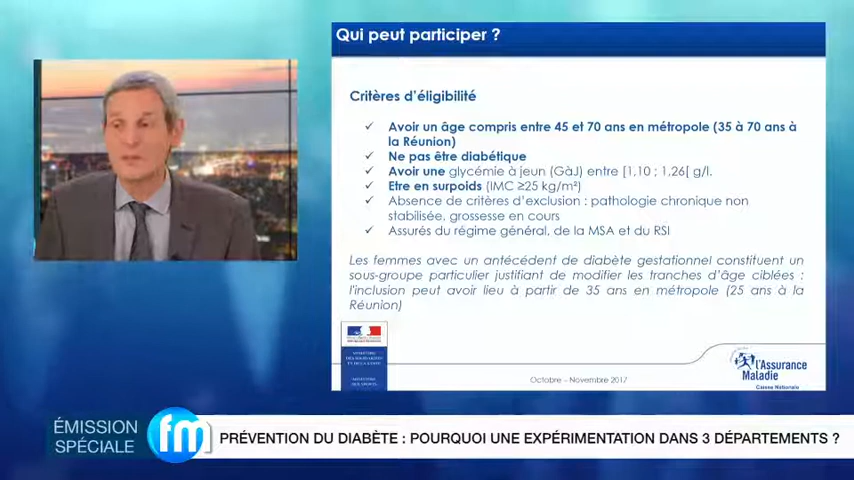 Qui peut participer ?
Critères d'éligibilité
✓ Avoir un âge compris entre 45 et 70 ans en métropole (35 à 70 ans à
la Réunion)
✓ Ne pas être diabétique
✓ Avoir une glycémie à jeun (GàJ) entre [1,10 ; 1,26[ g/l.
✓ Etre en surpoids (IMC ≥25 kg/m²)
✓ Absence de critères d'exclusion : pathologie chronique non
stabilisée, grossesse en cours
✓ Assurés du régime général, de la MSA et du RSI
Les femmes avec un antécédent de diabète gestationnel constituent un
sous-groupe particulier justifiant de modifier les tranches d'âge ciblées :
l'inclusion peut avoir lieu à partir de 35 ans en métropole (25 ans à la
Réunion)
Octobre – Novembre 2017
l'Assurance
Maladie
Caisse Nationale
ÉMISSION
SPÉCIALE
fm
PRÉVENTION DU DIABÈTE : POURQUOI UNE EXPÉRIMENTATION DANS 3 DÉPARTEMENTS ?